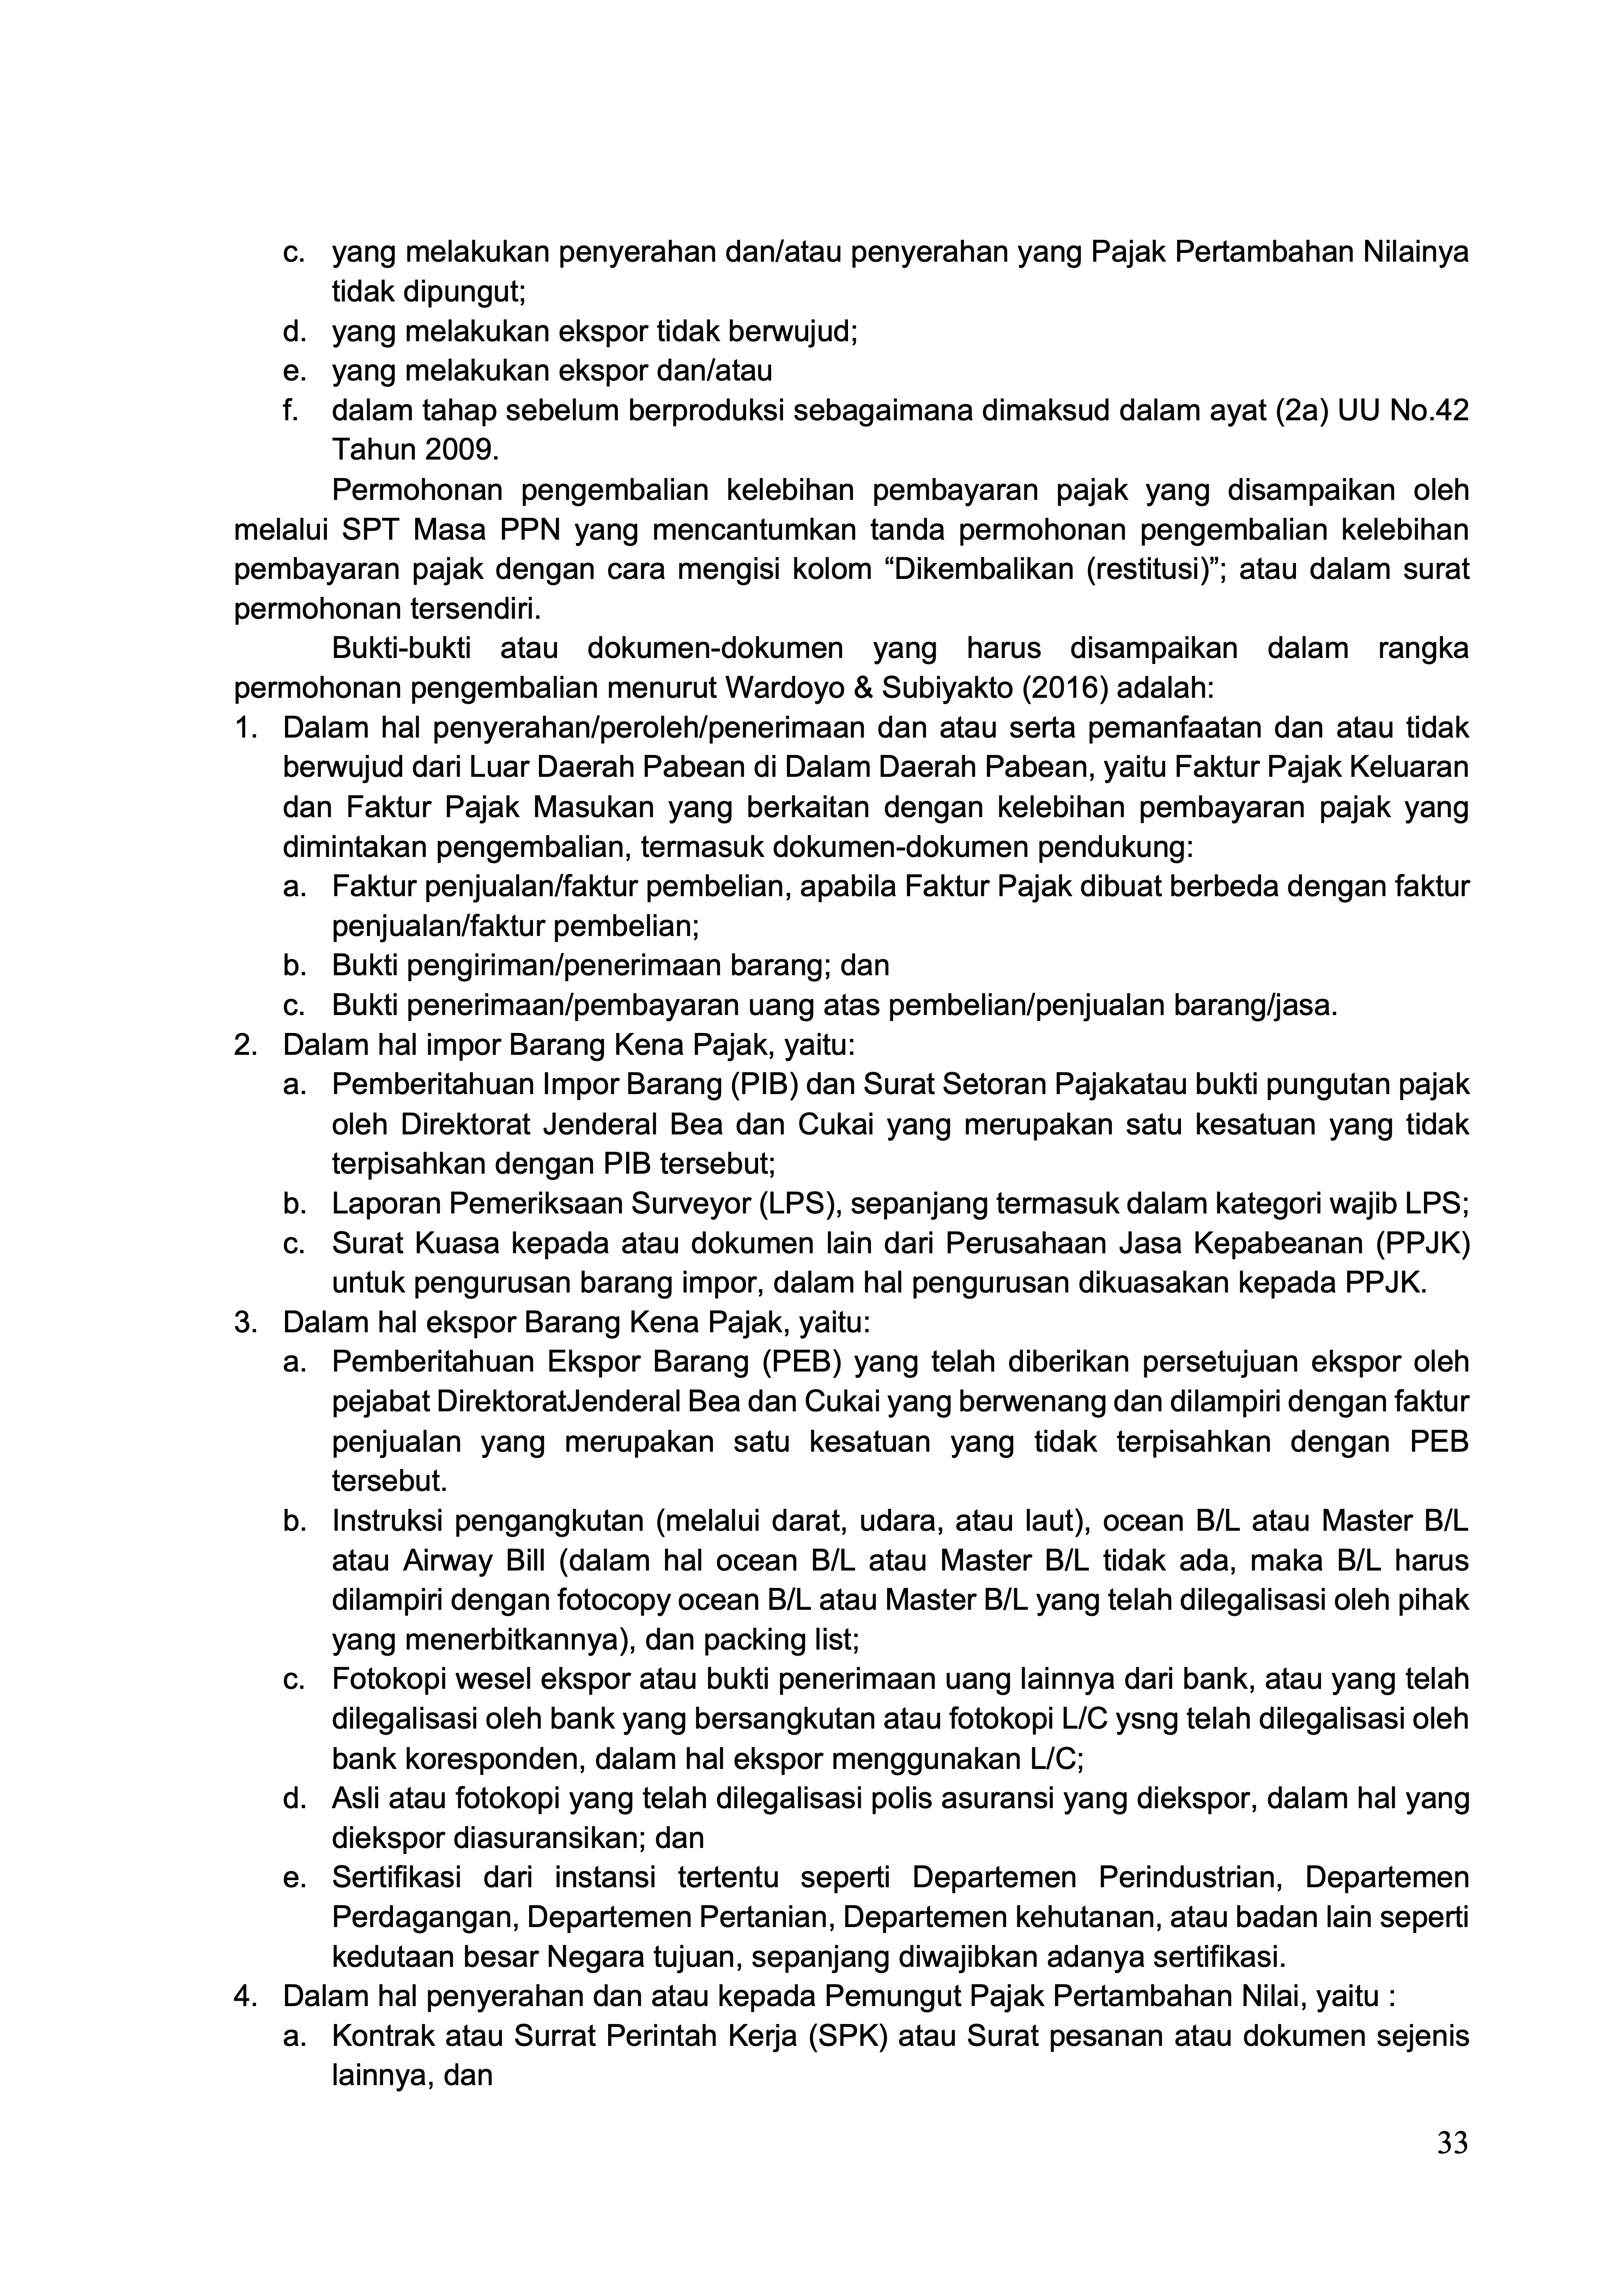 c. yang melakukan penyerahan dan/atau penyerahan yang Pajak Pertambahan Nilainya
tidak dipungut;
d. yang melakukan ekspor tidak berwujud;
e. yang melakukan ekspor dan/atau
f. dalam tahap sebelum berproduksi sebagaimana dimaksud dalam ayat (2a) UU No.42
Tahun 2009.
Permohonan pengembalian kelebihan pembayaran pajak yang disampaikan oleh
melalui SPT Masa PPN yang mencantumkan tanda permohonan pengembalian kelebihan
pembayaran pajak dengan cara mengisi kolom “Dikembalikan (restitusi)”; atau dalam surat
permohonan tersendiri.
Bukti-bukti atau dokumen-dokumen yang harus disampaikan dalam rangka
permohonan pengembalian menurut Wardoyo & Subiyakto (2016) adalah:
1. Dalam hal penyerahan/peroleh/penerimaan dan atau serta pemanfaatan dan atau tidak
berwujud dari Luar Daerah Pabean di Dalam Daerah Pabean, yaitu Faktur Pajak Keluaran
dan Faktur Pajak Masukan yang berkaitan dengan kelebihan pembayaran pajak yang
dimintakan pengembalian, termasuk dokumen-dokumen pendukung:
a. Faktur penjualan/faktur pembelian, apabila Faktur Pajak dibuat berbeda dengan faktur
penjualan/faktur pembelian;
b. Bukti pengiriman/penerimaan barang; dan
c. Bukti penerimaan/pembayaran uang atas pembelian/penjualan barang/jasa.
2. Dalam hal impor Barang Kena Pajak, yaitu:
a. Pemberitahuan Impor Barang (PIB) dan Surat Setoran Pajakatau bukti pungutan pajak
oleh Direktorat Jenderal Bea dan Cukai yang merupakan satu kesatuan yang tidak
terpisahkan dengan PIB tersebut;
b. Laporan Pemeriksaan Surveyor (LPS), sepanjang termasuk dalam kategori wajib LPS;
c. Surat Kuasa kepada atau dokumen lain dari Perusahaan Jasa Kepabeanan (PPJK)
untuk pengurusan barang impor, dalam hal pengurusan dikuasakan kepada PPJK.
3. Dalam hal ekspor Barang Kena Pajak, yaitu:
a. Pemberitahuan Ekspor Barang (PEB) yang telah diberikan persetujuan ekspor oleh
pejabat DirektoratJenderal Bea dan Cukai yang berwenang dan dilampiri dengan faktur
penjualan yang merupakan satu kesatuan yang tidak terpisahkan dengan PEB
tersebut.
b. Instruksi pengangkutan (melalui darat, udara, atau laut), ocean B/L atau Master B/L
atau Airway Bill (dalam hal ocean B/L atau Master B/L tidak ada, maka B/L harus
dilampiri dengan fotocopy ocean B/L atau Master B/L yang telah dilegalisasi oleh pihak
yang menerbitkannya), dan packing list;
c. Fotokopi wesel ekspor atau bukti penerimaan uang lainnya dari bank, atau yang telah
dilegalisasi oleh bank yang bersangkutan atau fotokopi L/C ysng telah dilegalisasi oleh
bank koresponden, dalam hal ekspor menggunakan L/C;
d. Asli atau fotokopi yang telah dilegalisasi polis asuransi yang diekspor, dalam hal yang
diekspor diasuransikan; dan
e. Sertifikasi dari instansi tertentu seperti Departemen Perindustrian, Departemen
Perdagangan, Departemen Pertanian, Departemen kehutanan, atau badan lain seperti
kedutaan besar Negara tujuan, sepanjang diwajibkan adanya sertifikasi.
4. Dalam hal penyerahan dan atau kepada Pemungut Pajak Pertambahan Nilai, yaitu :
a. Kontrak atau Surrat Perintah Kerja (SPK) atau Surat pesanan atau dokumen sejenis
lainnya, dan
33